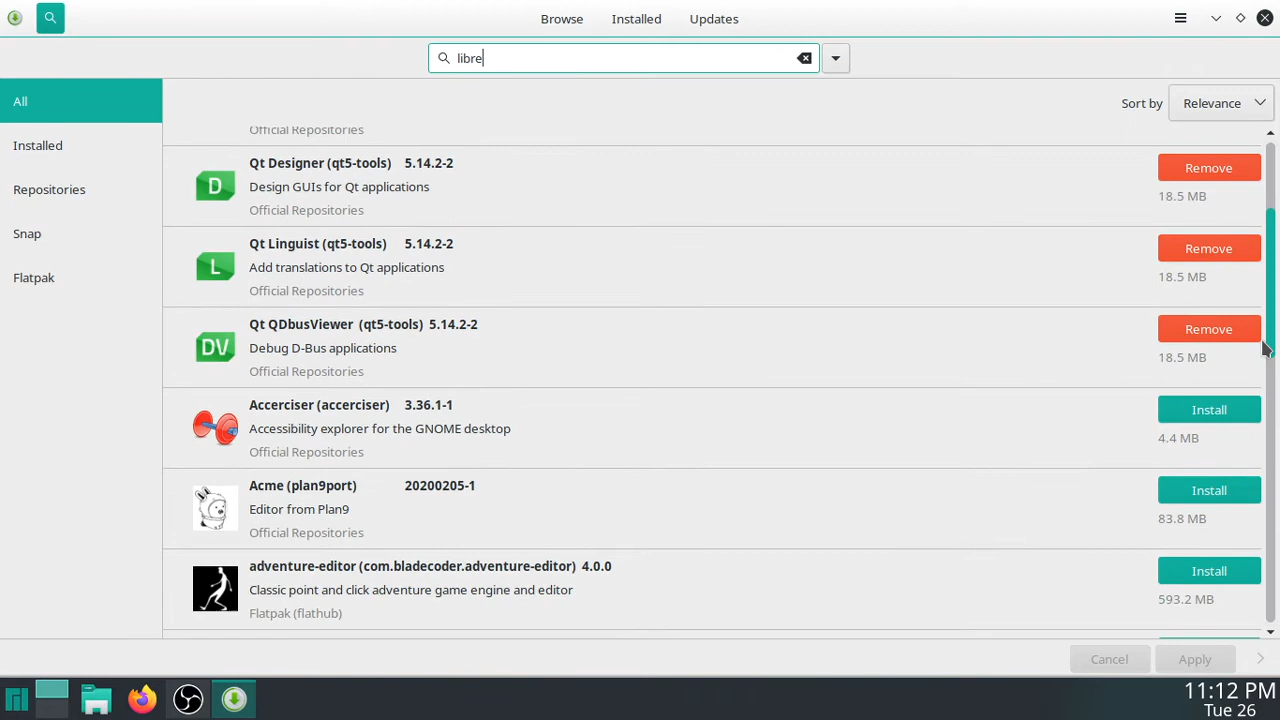 Browse Installed Updates
libre
All
Sort by Relevance
Installed
Repositories
Snap
Flatpak
Official Repositories
Qt Designer (qt5-tools) 5.14.2-2
Remove
Design GUIs for Qt applications
18.5 MB
Official Repositories
Qt Linguist (qt5-tools) 5.14.2-2
Remove
Add translations to Qt applications
18.5 MB
Official Repositories
Qt QDbusViewer (qt5-tools) 5.14.2-2
Remove
Debug D-Bus applications
18.5 MB
Official Repositories
Accerciser (accerciser) 3.36.1-1
Install
Accessibility explorer for the GNOME desktop
4.4 MB
Official Repositories
Acme (plan9port) 20200205-1
Install
Editor from Plan9
83.8 MB
Official Repositories
adventure-editor (com.bladecoder.adventure-editor) 4.0.0
Install
Classic point and click adventure game engine and editor
593.2 MB
Flatpak (flathub)
Cancel Apply
11:12 PM
Tue 26
D
L
DV